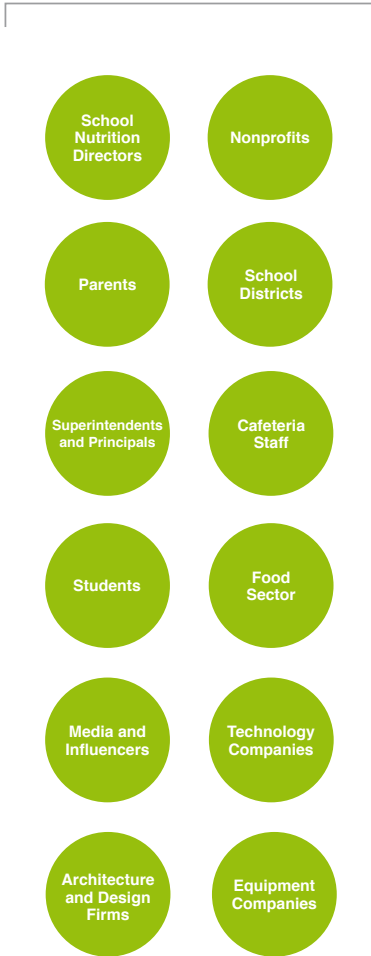 School
Nutrition
Directors
Nonprofits
Parents
School
Districts
Superintendents
and Principals
Cafeteria
Staff
Students
Food
Sector
Media and
Influencers
Technology
Companies
Architecture
and Design
Firms
Equipment
Companies